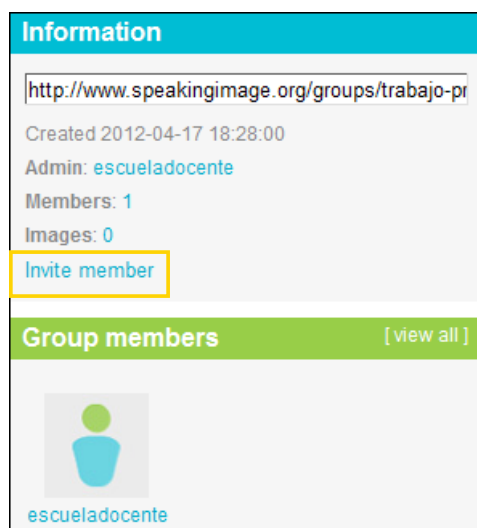 Information
http://www.speakingimage.org/groups/trabajo-pr
Created 2012-04-17 18:28:00
Admin: escueladocente
Members: 1
Images: 0
Invite member
Group members [ view all ]
escueladocente